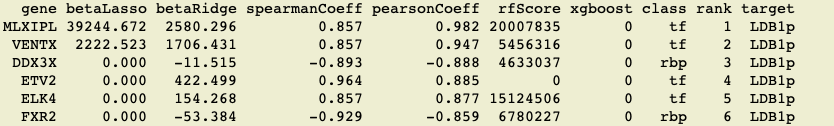 gene betaLasso betaRidge spearmanCoeff pearsonCoeff rfScore xgboost class rank target
MLXIPL 39244.672 2580.296 0.857 0.982 20007835 0 tf 1 LDB1p
VENTX 2222.523 1706.431 0.857 0.947 5456316 0 tf 2 LDB1p
DDX3X 0.000 -11.515 -0.893 -0.888 4633037 0 rbp 3 LDB1p
ETV2 0.000 422.499 0.964 0.885 0 0 tf 4 LDB1p
ELK4 0.000 154.268 0.857 0.877 15124506 0 tf 5 LDB1p
FXR2 0.000 -53.384 -0.929 -0.859 6780227 0 rbp 6 LDB1p